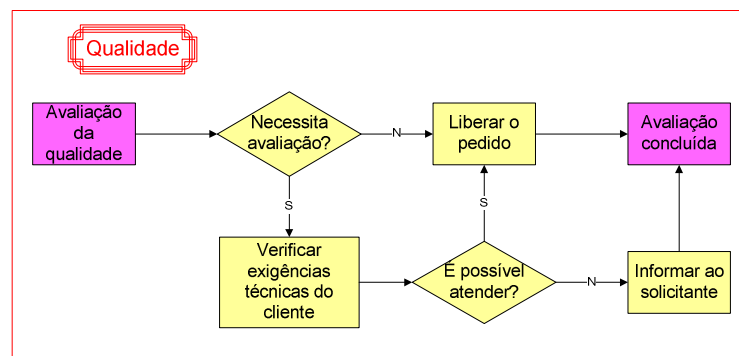 Qualidade
Avaliação
da
qualidade
Necessita
avaliação?
N
Liberar o
pedido
Avaliação
concluída
S
S
Verificar
exigências
técnicas do
cliente
É possível
atender?
N
Informar ao
solicitante